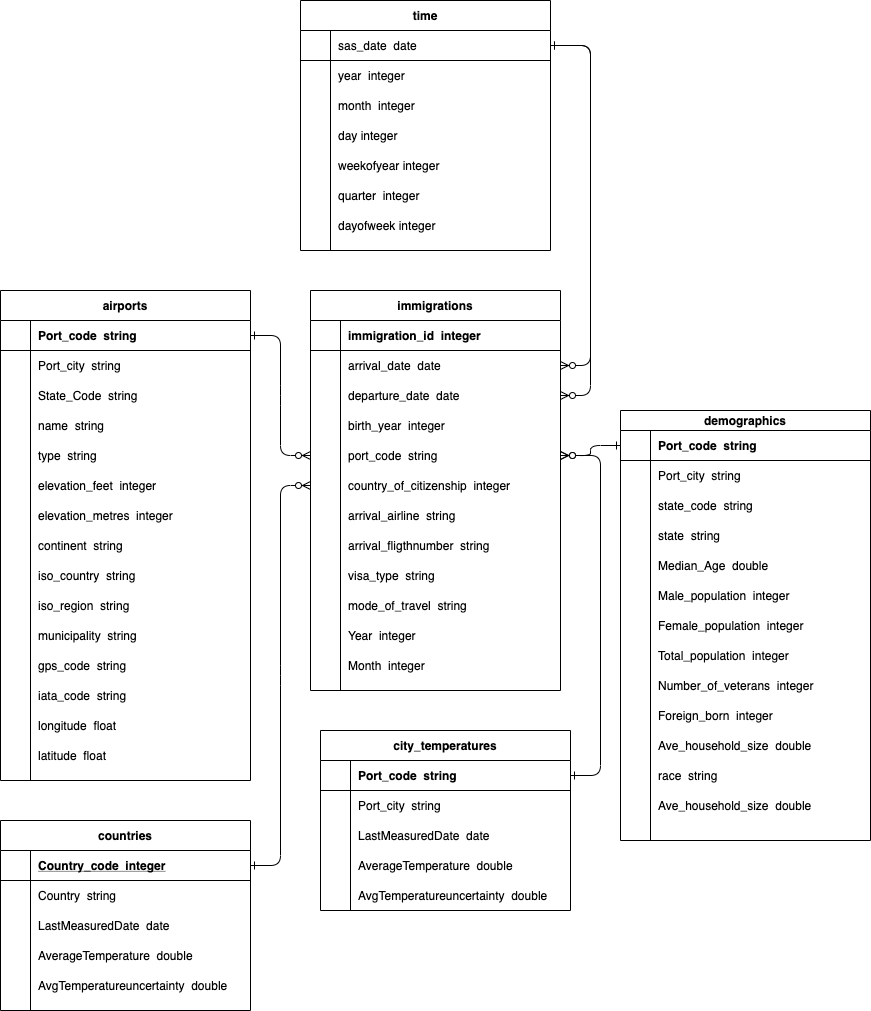 time
sas_date date
year integer
month integer
day integer
weekofyear integer
quarter integer
dayofweek integer
airports
Port_code string
Port_city string
State_Code string
name string
type string
elevation_feet integer
elevation_metres integer
continent string
iso_country string
iso_region string
municipality string
gps_code string
iata_code string
longitude float
latitude float
immigrations
immigration_id integer
arrival_date date
departure_date date
birth_year integer
port_code string
country_of_citizenship integer
arrival_airline string
arrival_fligthnumber string
visa_type string
mode_of_travel string
Year integer
Month integer
demographics
Port_code string
Port_city string
state_code string
state string
Median_Age double
Male_population integer
Female_population integer
Total_population integer
Number_of_veterans integer
Foreign_born integer
Ave_household_size double
race string
Ave_household_size double
city_temperatures
Port_code string
Port_city string
LastMeasuredDate date
AverageTemperature double
AvgTemperatureuncertainty double
countries
Country_code integer
Country string
LastMeasuredDate date
AverageTemperature double
AvgTemperatureuncertainty double